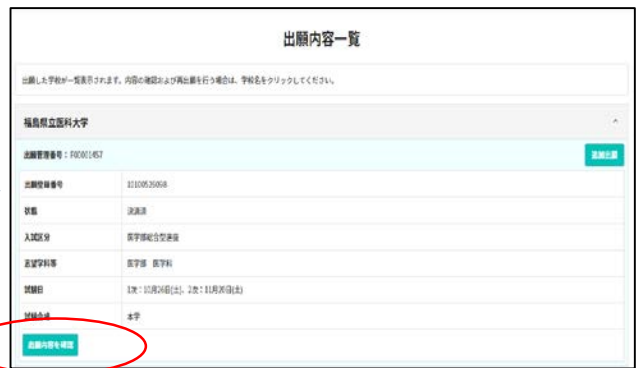 出願内容一覧
出願した学校が一覧表示されます。内容の確認および再出願を行う場合は、学校名をクリックしてください。
福島県立医科大学
出願管理番号:F000011457
追加出願
出願登録番号
状態 決済済
入試区分 医学部総合型選抜
志望学科等 医学部 医学科
試験日
試験会場 本学
出願内容を確認